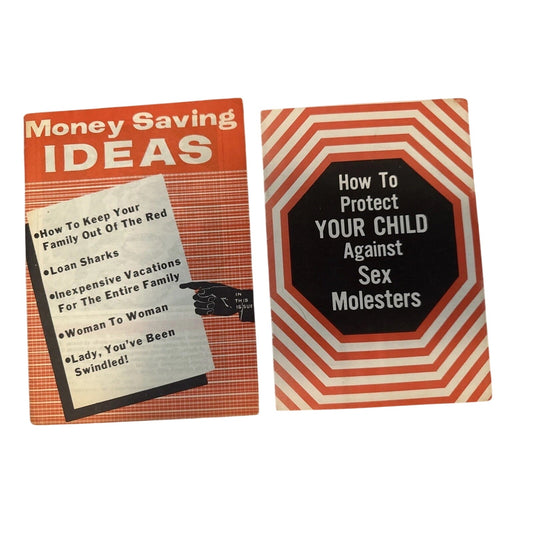 Money Saving
IDEAS
•How To Keep Your
Family Out Of The Red
•Loan Sharks
•Inexpensive Vacations
For The Entire Family
•Woman To Woman
•Lady, You've Been
Swindled!
IN
THIS
ISSUE
How To
Protect
YOUR CHILD
Against
Sex
Molesters